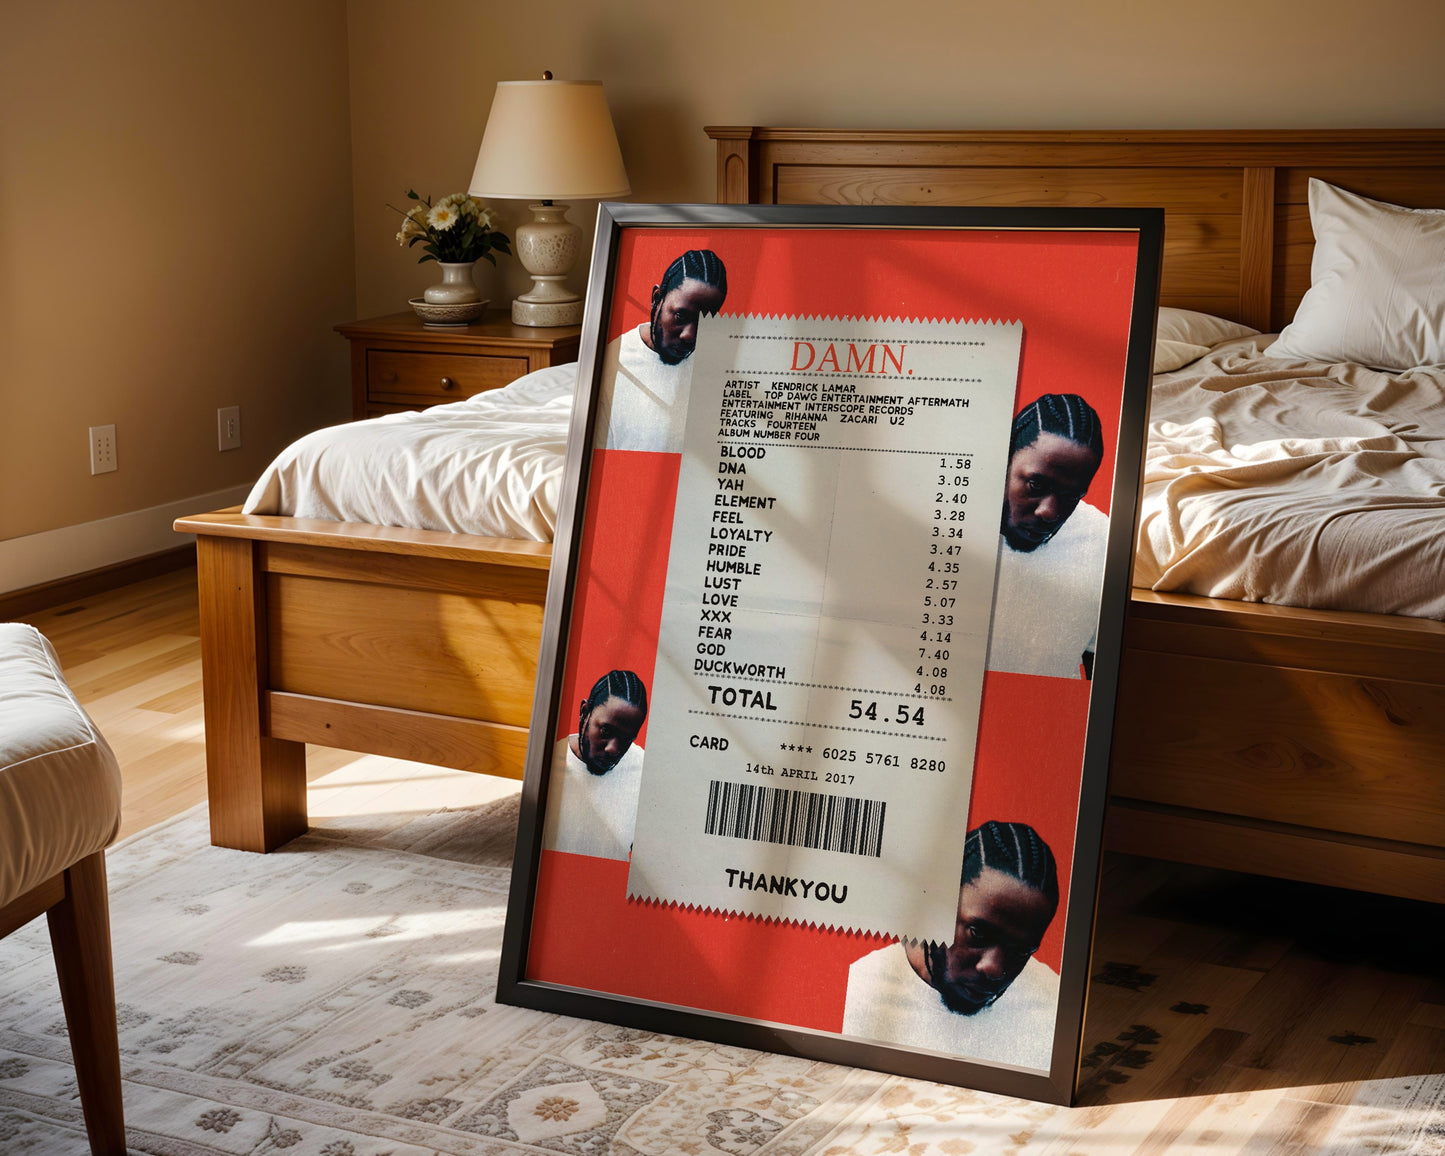 DAMN.
ARTIST KENDRICK LAMAR
LABEL TOP DAWG ENTERTAINMENT AFTERMATH
ENTERTAINMENT INTERSCOPE RECORDS
FEATURING RIHANNA ZACARI U2
TRACKS FOURTEEN
ALBUM NUMBER FOUR
BLOOD 1.58
DNA 3.05
YAH 2.40
ELEMENT 3.28
FEEL 3.34
LOYALTY 3.47
PRIDE 4.35
HUMBLE 2.57
LUST 5.07
LOVE 3.33
XXX 4.14
FEAR 7.40
GOD 4.08
DUCKWORTH 4.08
TOTAL 54.54
CARD **** 6025 5761 8280
14th APRIL 2017
THANKYOU